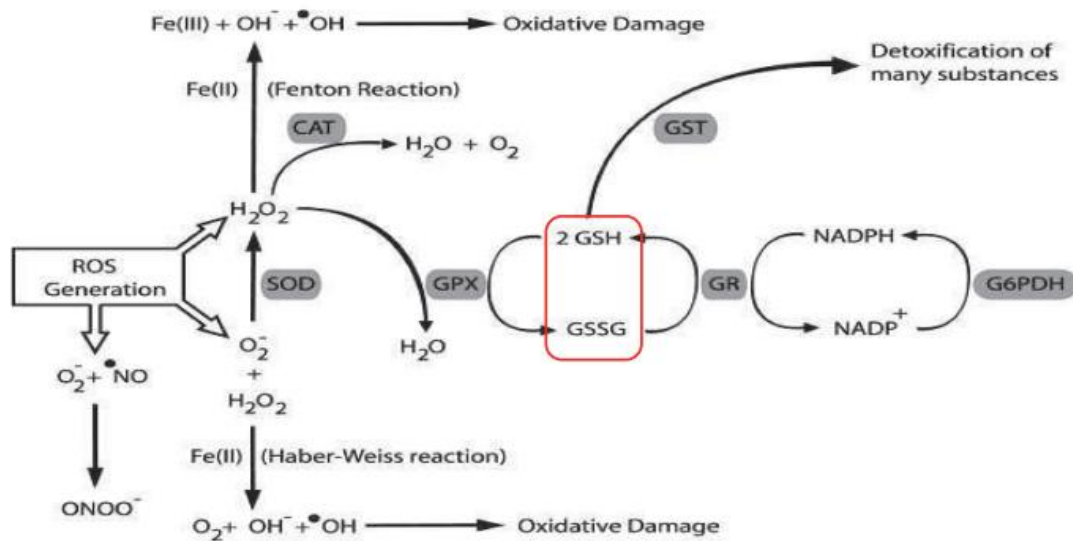 Fe(III) + OH⁻ + •OH
Oxidative Damage
Detoxification of
many substances
Fe(II)
(Fenton Reaction)
CAT
H₂O + O₂
GST
H₂O₂
2 GSH
NADPH
ROS
Generation
SOD
GPX
GR
G6PDH
O₂⁻
H₂O
GSSG
NADP⁺
O₂⁻ + •NO
+
H₂O₂
Fe(II)
(Haber-Weiss reaction)
ONOO⁻
O₂ + OH⁻ + •OH
Oxidative Damage